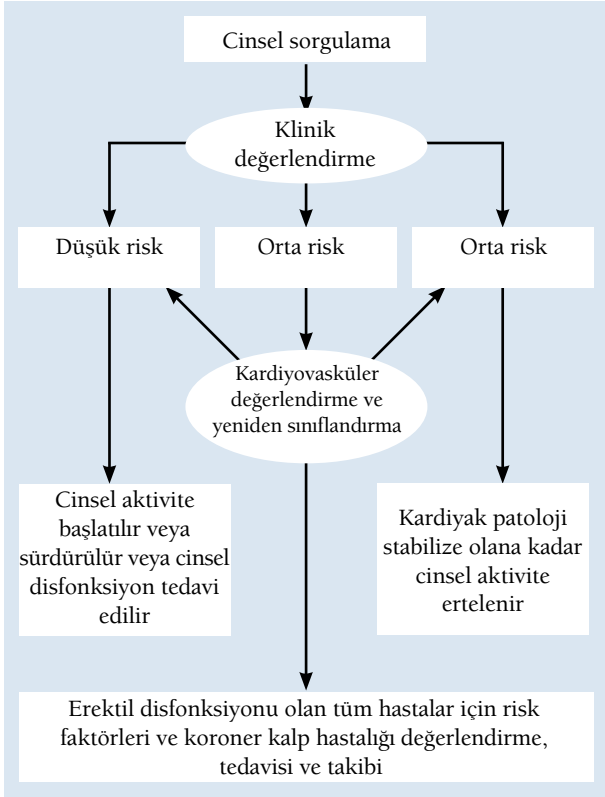 Cinsel sorgulama
Klinik
değerlendirme
Düşük risk
Orta risk
Orta risk
Kardiyovasküler
değerlendirme ve
yeniden sınıflandırma
Cinsel aktivite
başlatılır veya
sürdürülür veya cinsel
disfonksiyon tedavi
edilir
Kardiyak patoloji
stabilize olana kadar
cinsel aktivite
ertelenir
Erektil disfonksiyonu olan tüm hastalar için risk
faktörleri ve koroner kalp hastalığı değerlendirme,
tedavisi ve takibi